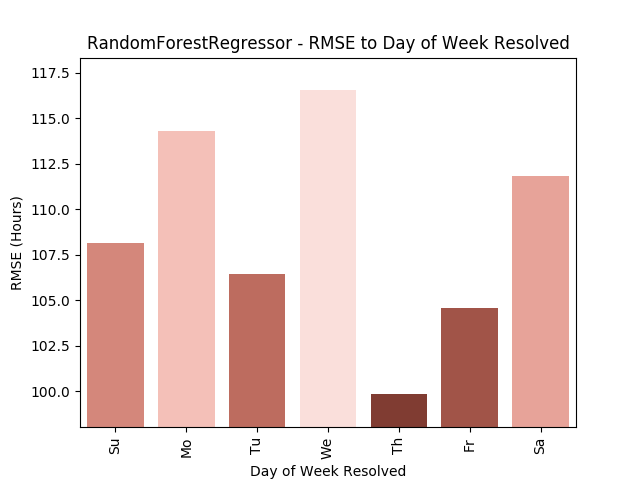 RandomForestRegressor - RMSE to Day of Week Resolved
117.5
115.0
112.5
110.0
107.5
105.0
102.5
100.0
RMSE (Hours)
Su Mo Tu We Th Fr Sa
Day of Week Resolved